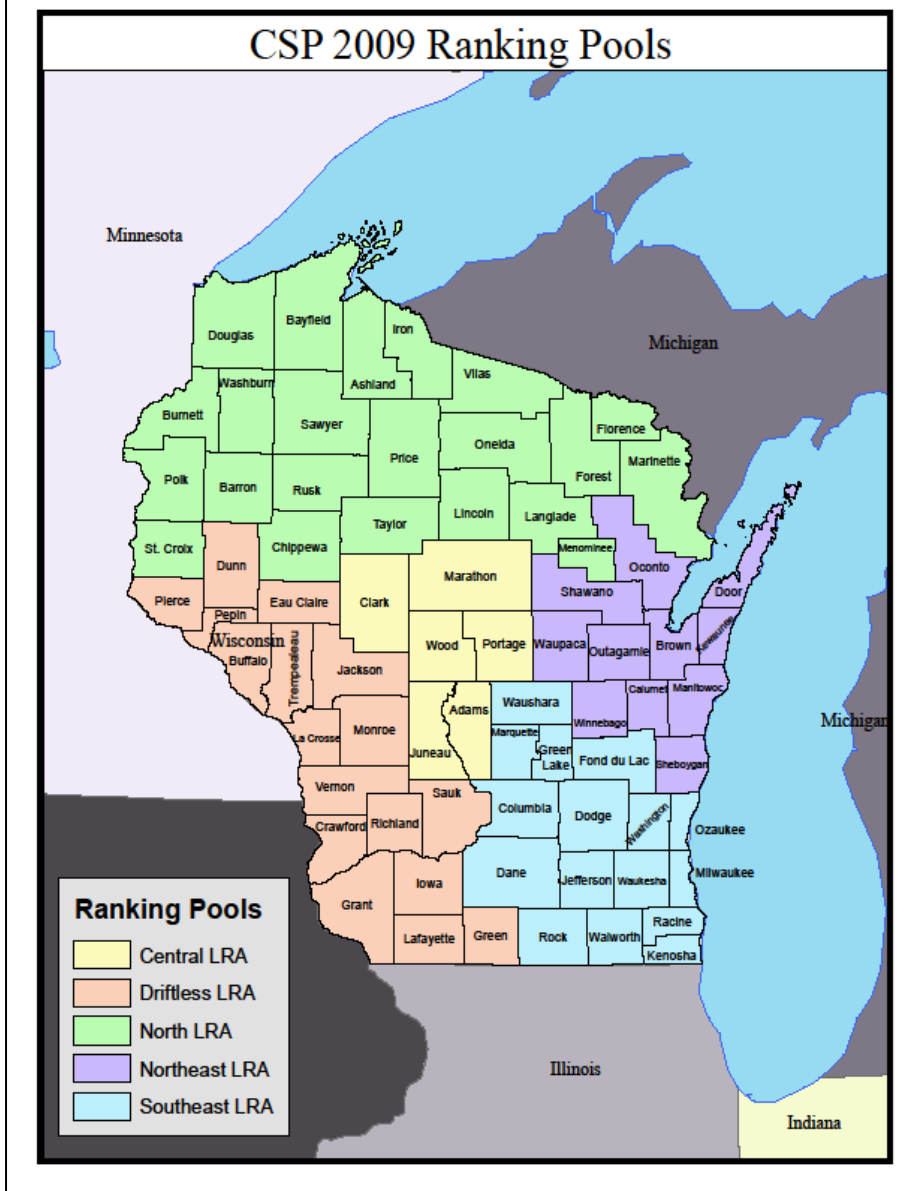 CSP 2009 Ranking Pools
Minnesota
Michigan
Douglas
Bayfield
Iron
Vilas
Washburn
Ashland
Burnett
Sawyer
Price
Oneida
Florence
Marinette
Forest
Polk
Barron
Rusk
Taylor
Lincoln
Langlade
St. Croix
Dunn
Chippewa
Menominee
Oconto
Marathon
Clark
Shawano
Door
Pierce
Eau Claire
Pepin
Wisconsin
Buffalo
Trempealeau
Jackson
Wood
Portage
Waupaca
Outagamie
Brown
Kewaunee
Calumet
Manitowoc
Adams
Waushara
Winnebago
Michigan
La Crosse
Monroe
Juneau
Marquette
Green
Lake
Fond du Lac
Sheboygan
Vernon
Sauk
Columbia
Dodge
Washington
Ozaukee
Crawford
Richland
Dane
Jefferson
Waukesha
Milwaukee
Grant
Iowa
Lafayette
Green
Rock
Walworth
Racine
Kenosha
Ranking Pools
Central LRA
Driftless LRA
North LRA
Northeast LRA
Southeast LRA
Illinois
Indiana